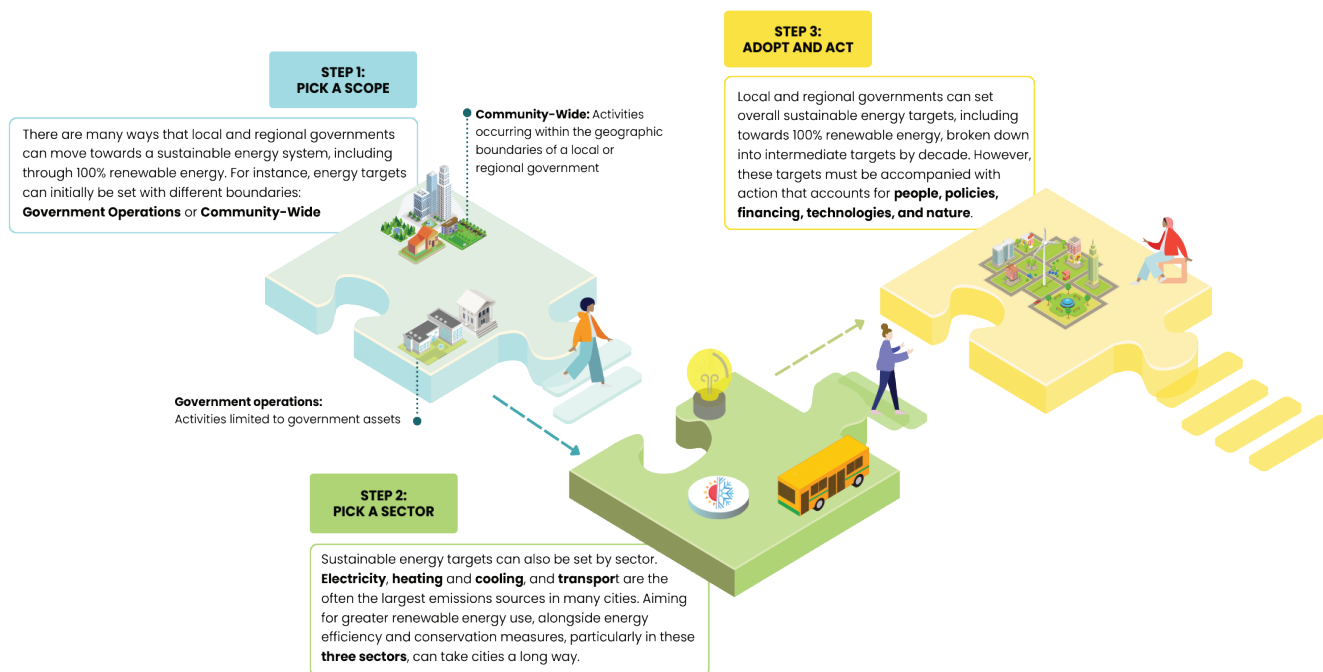 STEP 1:
PICK A SCOPE
There are many ways that local and regional governments
can move towards a sustainable energy system, including
through 100% renewable energy. For instance, energy targets
can initially be set with different boundaries:
Government Operations or Community-Wide
Community-Wide: Activities
occurring within the geographic
boundaries of a local or
regional government
Government operations:
Activities limited to government assets
STEP 2:
PICK A SECTOR
Sustainable energy targets can also be set by sector.
Electricity, heating and cooling, and transport are the
often the largest emissions sources in many cities. Aiming
for greater renewable energy use, alongside energy
efficiency and conservation measures, particularly in these
three sectors, can take cities a long way.
STEP 3:
ADOPT AND ACT
Local and regional governments can set
overall sustainable energy targets, including
towards 100% renewable energy, broken down
into intermediate targets by decade. However,
these targets must be accompanied with
action that accounts for people, policies,
financing, technologies, and nature.